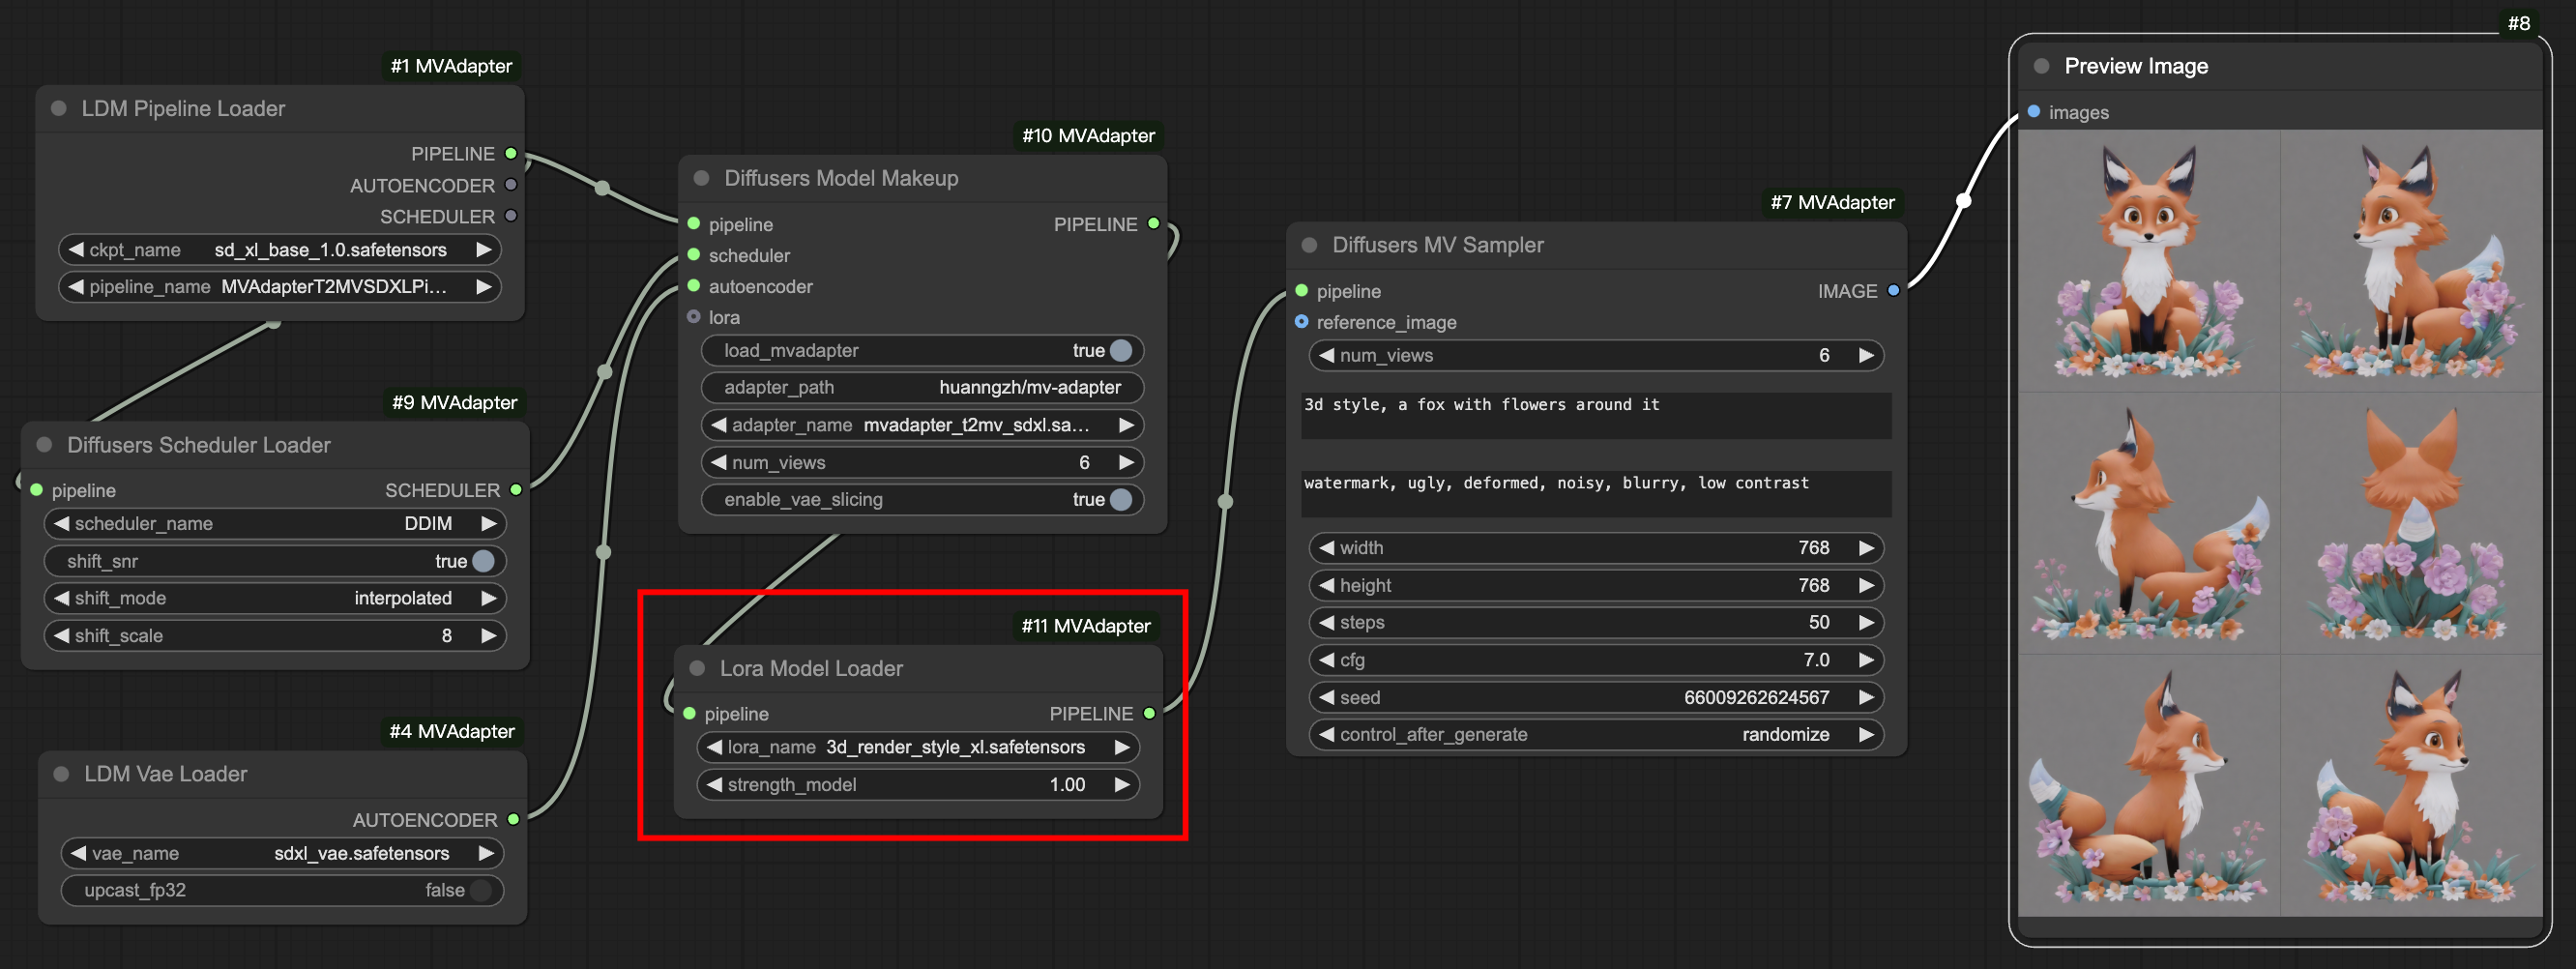 #1 MVAdapter
LDM Pipeline Loader
PIPELINE
AUTOENCODER
SCHEDULER
ckpt_name sd_xl_base_1.0.safetensors
pipeline_name MVAdapterT2MVSDXLPi...
#9 MVAdapter
Diffusers Scheduler Loader
pipeline SCHEDULER
scheduler_name DDIM
shift_snr true
shift_mode interpolated
shift_scale 8
#4 MVAdapter
LDM Vae Loader
AUTOENCODER
vae_name sdxl_vae.safetensors
upcast_fp32 false
#10 MVAdapter
Diffusers Model Makeup
pipeline PIPELINE
scheduler
autoencoder
lora
load_mvadapter true
adapter_path huanngzh/mv-adapter
adapter_name mvadapter_t2mv_sdxl.sa...
num_views 6
enable_vae_slicing true
#11 MVAdapter
Lora Model Loader
pipeline PIPELINE
lora_name 3d_render_style_xl.safetensors
strength_model 1.00
#7 MVAdapter
Diffusers MV Sampler
pipeline IMAGE
reference_image
num_views 6
3d style, a fox with flowers around it
watermark, ugly, deformed, noisy, blurry, low contrast
width 768
height 768
steps 50
cfg 7.0
seed 66009262624567
control_after_generate randomize
#8
Preview Image
images